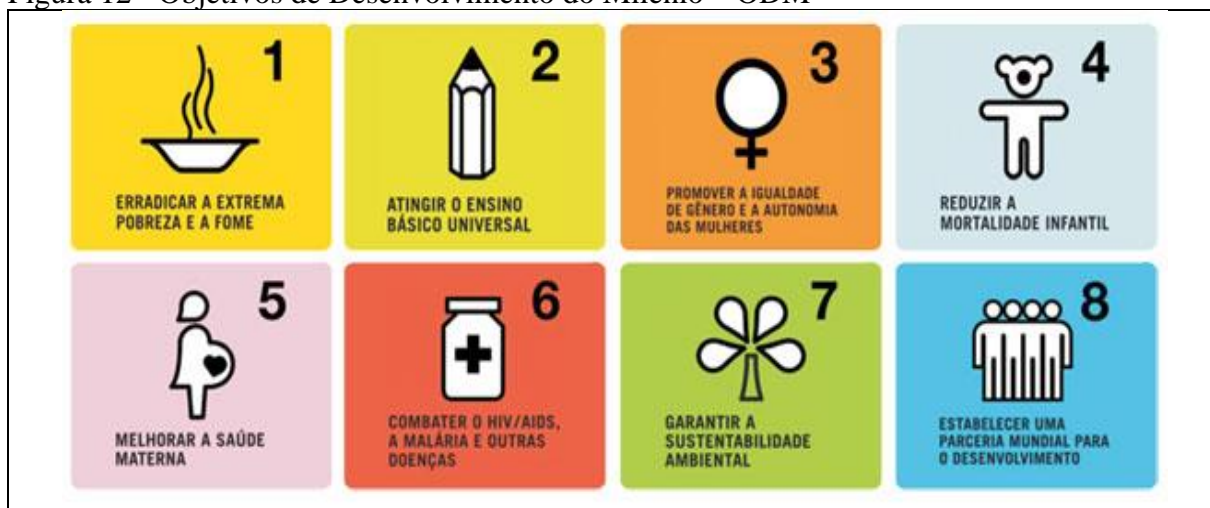 Figura 12 - Objetivos de Desenvolvimento do Milênio – ODM
1
ERRADICAR A EXTREMA
POBREZA E A FOME
2
ATINGIR O ENSINO
BÁSICO UNIVERSAL
3
PROMOVER A IGUALDADE
DE GÊNERO E A AUTONOMIA
DAS MULHERES
4
REDUZIR A
MORTALIDADE INFANTIL
5
MELHORAR A SAÚDE
MATERNA
6
COMBATER O HIV/AIDS,
A MALÁRIA E OUTRAS
DOENÇAS
7
GARANTIR A
SUSTENTABILIDADE
AMBIENTAL
8
ESTABELECER UMA
PARCERIA MUNDIAL PARA
O DESENVOLVIMENTO